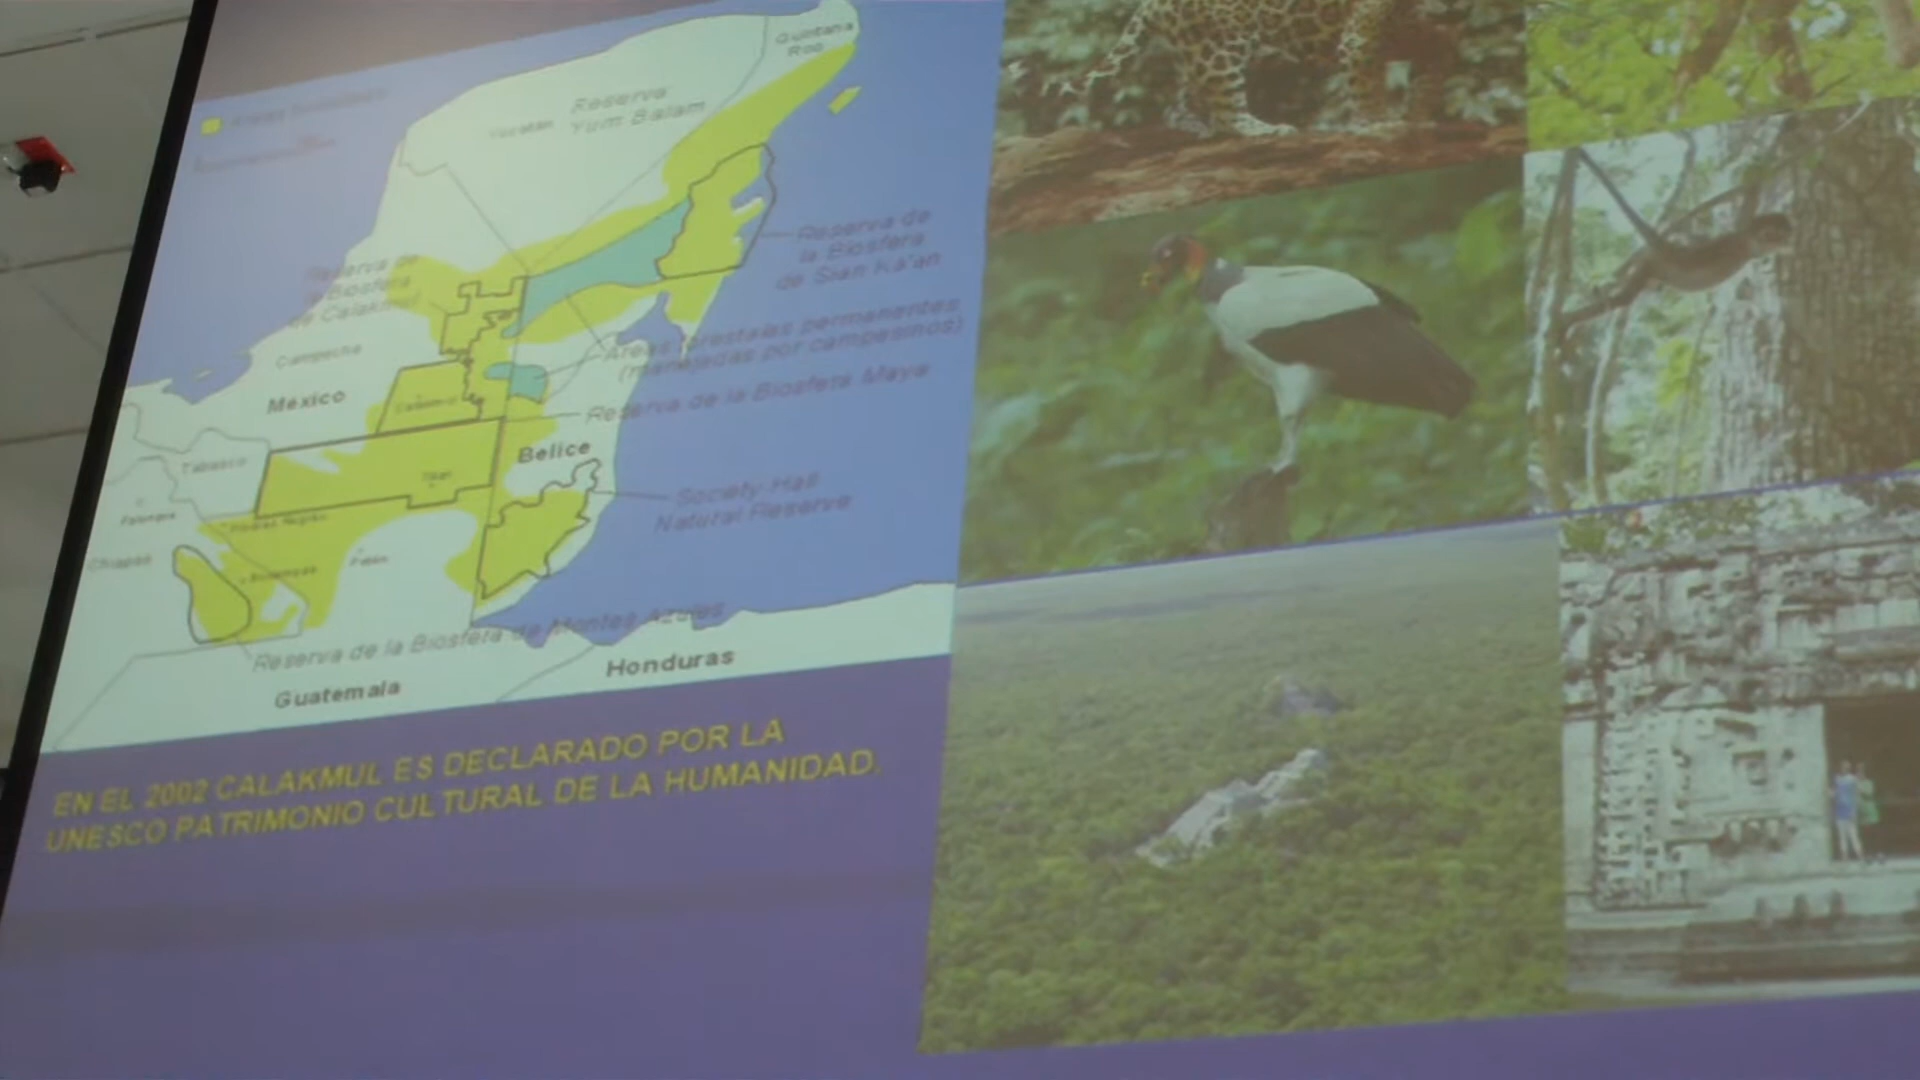 Quintana
Roo
Reserva
Yum Balam
Yucatán
Reserva de
la Biosfera
de Sian Ka'an
Reserva de
la Biosfera
de Calakmul
Campeche
Áreas forestales permanentes
(manejadas por campesinos)
México
Reserva de la Biosfera Maya
Belice
Tabasco
Tikal
Society Hall
Natural Reserve
Palenque
Chiapas
Reserva de la Biosfera de Montes Azules
Honduras
Guatemala
EN EL 2002 CALAKMUL ES DECLARADO POR LA
UNESCO PATRIMONIO CULTURAL DE LA HUMANIDAD.